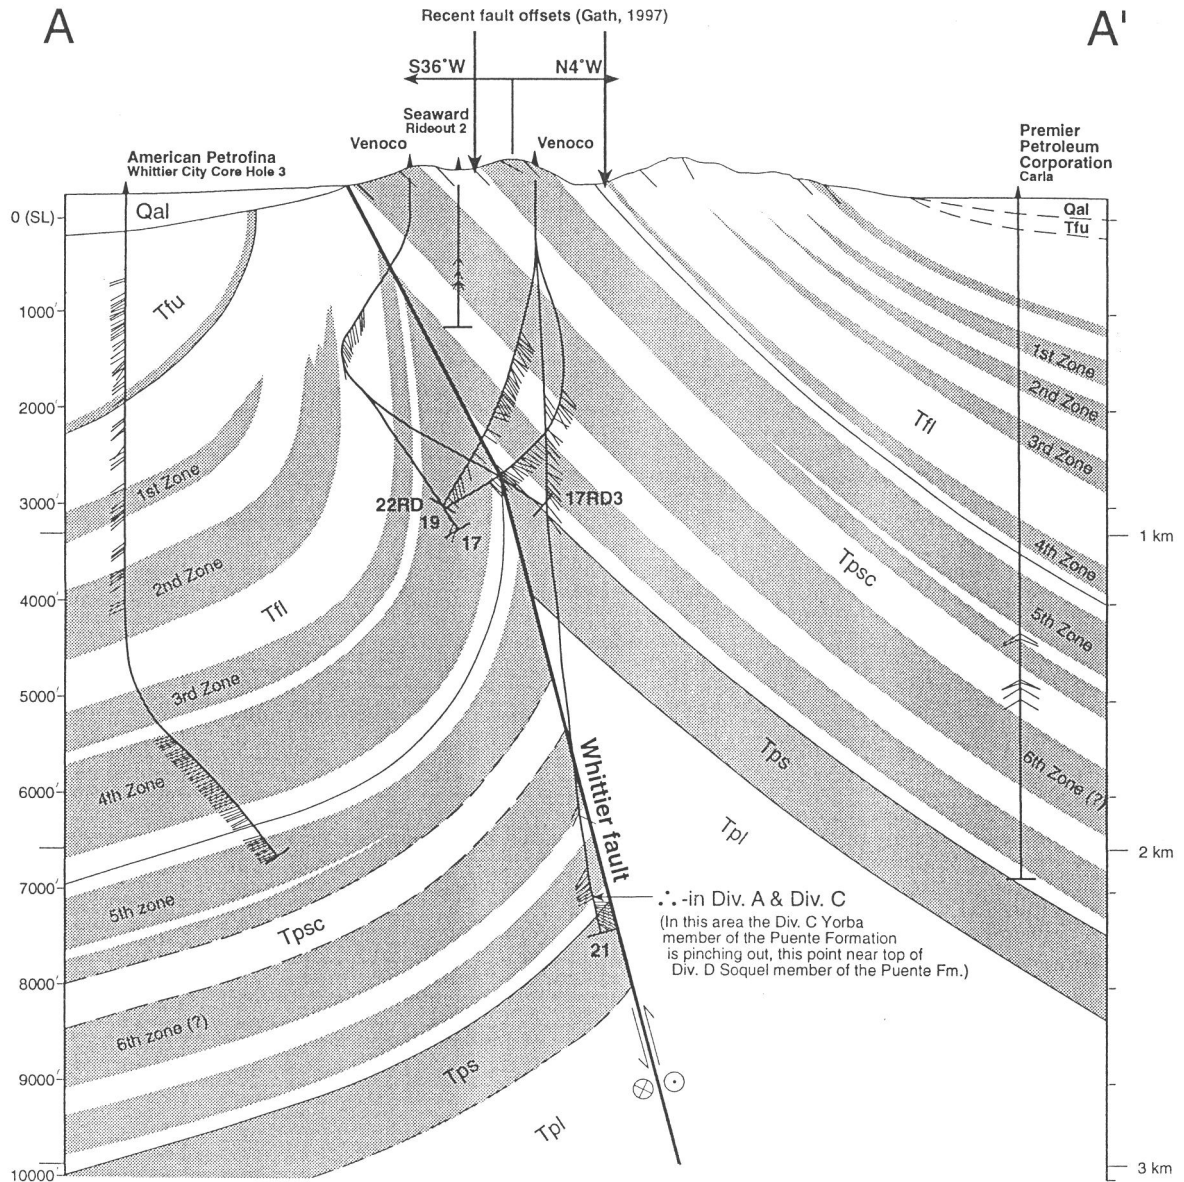 A
Recent fault offsets (Gath, 1997)
A'
S36°W
N4°W
Seaward
Rideout 2
Venoco
Venoco
American Petrofina
Whittier City Core Hole 3
Premier
Petroleum
Corporation
Carla
0 (SL)
Qal
Qal
Tfu
Tfu
1000'
1st Zone
2nd Zone
2000'
Tfl
3rd Zone
1st Zone
3000'
22RD
19
17
17RD3
4th Zone
1 km
2nd Zone
Tpsc
4000'
Tfl
5th Zone
3rd Zone
5000'
Whittier fault
Tps
6th Zone (?)
4th Zone
6000'
Tpl
2 km
7000'
5th zone
∴-in Div. A & Div. C
(In this area the Div. C Yorba
member of the Puente Formation
is pinching out, this point near top of
Div. D Soquel member of the Puente Fm.)
Tpsc
21
8000'
6th zone (?)
9000'
Tps
Tpl
10000'
3 km